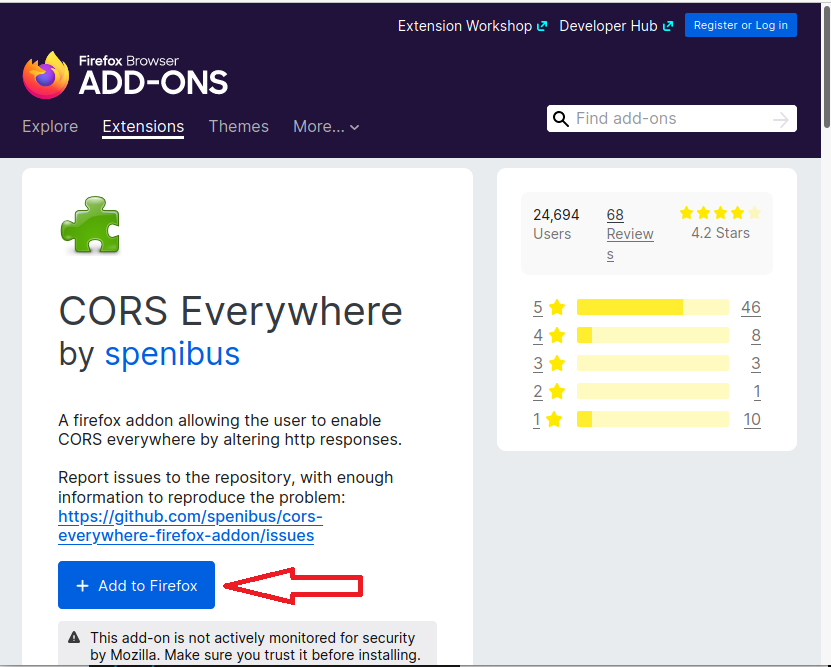 Extension Workshop Developer Hub Register or Log in
Firefox Browser
ADD-ONS
Explore Extensions Themes More... Find add-ons
24,694 Users
68 Reviews
4.2 Stars
CORS Everywhere
by spenibus
5 46
4 8
3 3
2 1
1 10
A firefox addon allowing the user to enable
CORS everywhere by altering http responses.
Report issues to the repository, with enough
information to reproduce the problem:
https://github.com/spenibus/cors-
everywhere-firefox-addon/issues
+ Add to Firefox
This add-on is not actively monitored for security
by Mozilla. Make sure you trust it before installing.